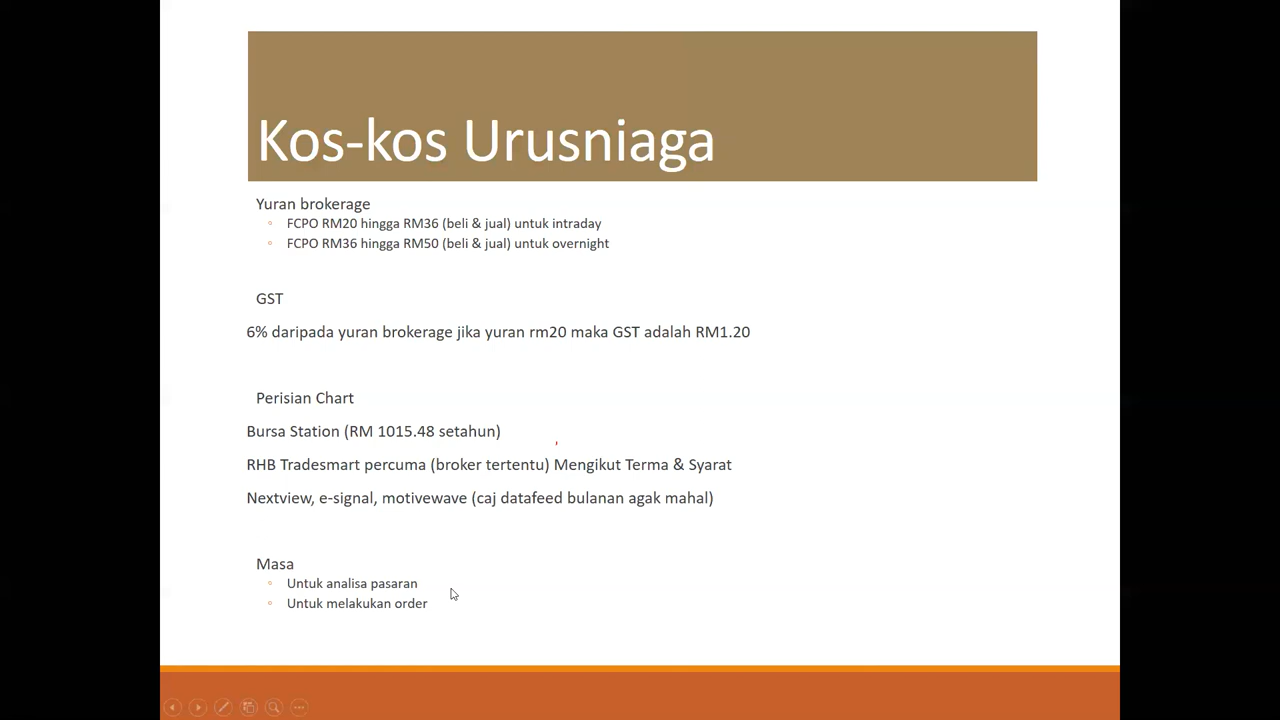 Kos-kos Urusniaga
Yuran brokerage
FCPO RM20 hingga RM36 (beli & jual) untuk intraday
FCPO RM36 hingga RM50 (beli & jual) untuk overnight
GST
6% daripada yuran brokerage jika yuran rm20 maka GST adalah RM1.20
Perisian Chart
Bursa Station (RM 1015.48 setahun)
RHB Tradesmart percuma (broker tertentu) Mengikut Terma & Syarat
Nextview, e-signal, motivewave (caj datafeed bulanan agak mahal)
Masa
Untuk analisa pasaran
Untuk melakukan order